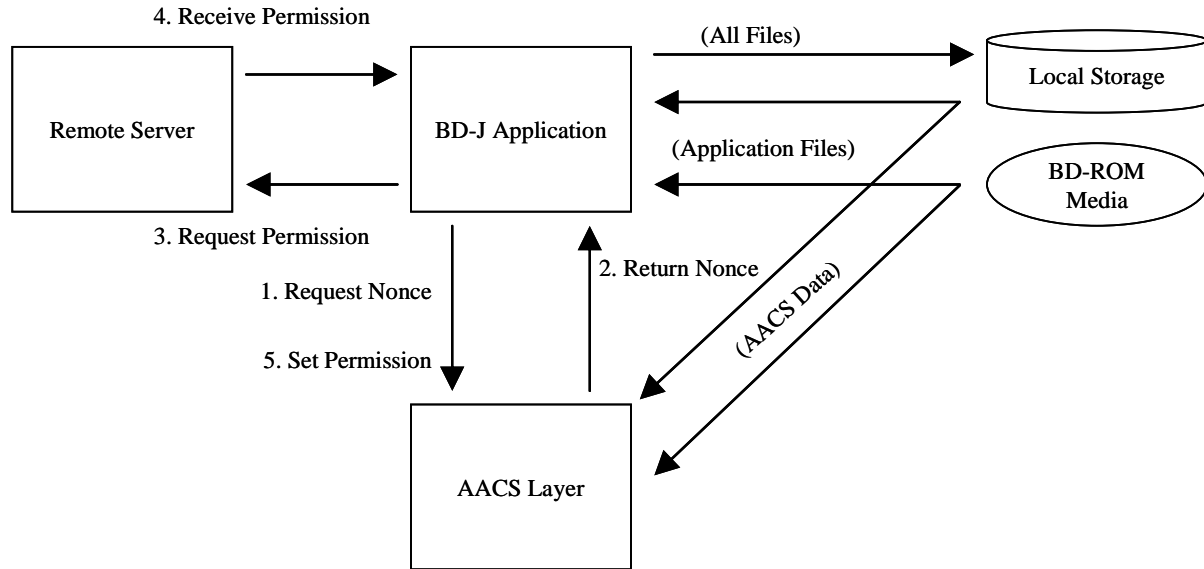 4. Receive Permission
(All Files)
Local Storage
Remote Server
BD-J Application
(Application Files)
BD-ROM
Media
3. Request Permission
2. Return Nonce
1. Request Nonce
(AACS Data)
5. Set Permission
AACS Layer